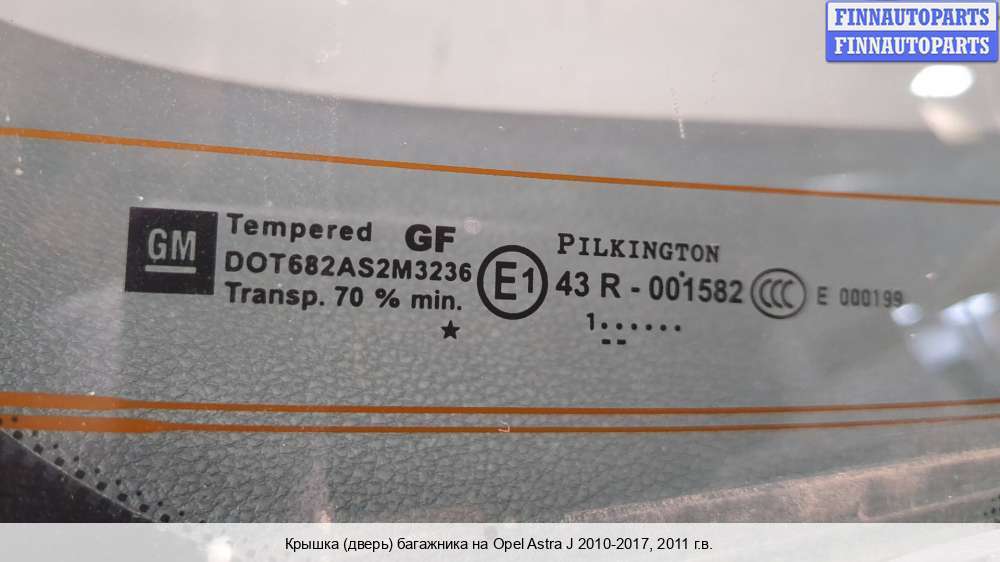 FINNAUTOPARTS
FINNAUTOPARTS
GM
Tempered GF
DOT682AS2M3236
Transp. 70 % min.
E1
PILKINGTON
43 R - 001582
CCC E 000199
1......
Крышка (дверь) багажника на Opel Astra J 2010-2017, 2011 г.в.